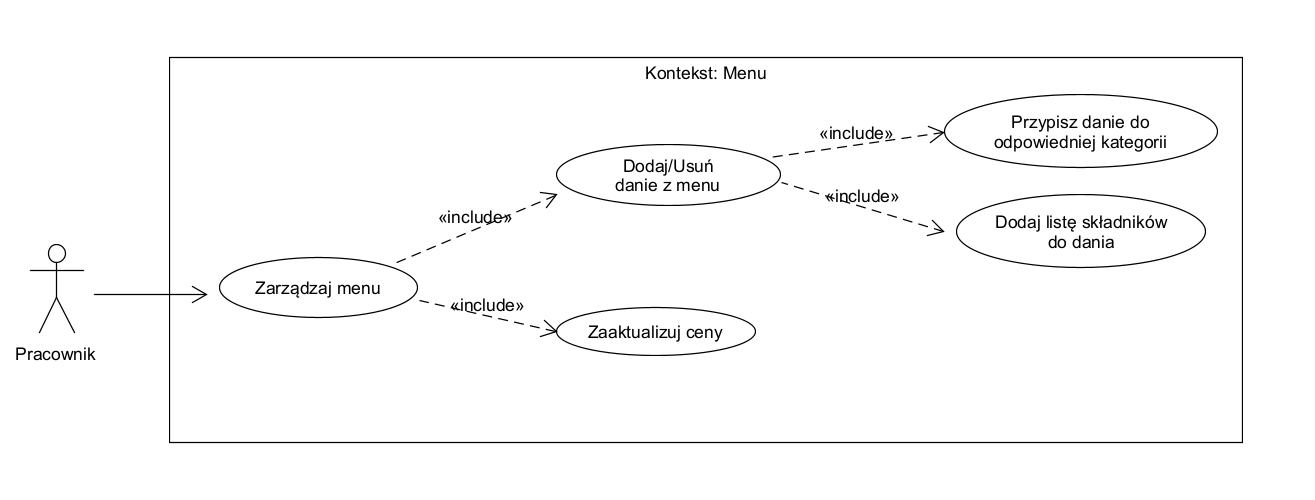 Kontekst: Menu
«include»
Przypisz danie do
odpowiedniej kategorii
Dodaj/Usuń
danie z menu
«include»
Dodaj listę składników
do dania
«include»
Zarządzaj menu
«include»
Zaaktualizuj ceny
Pracownik